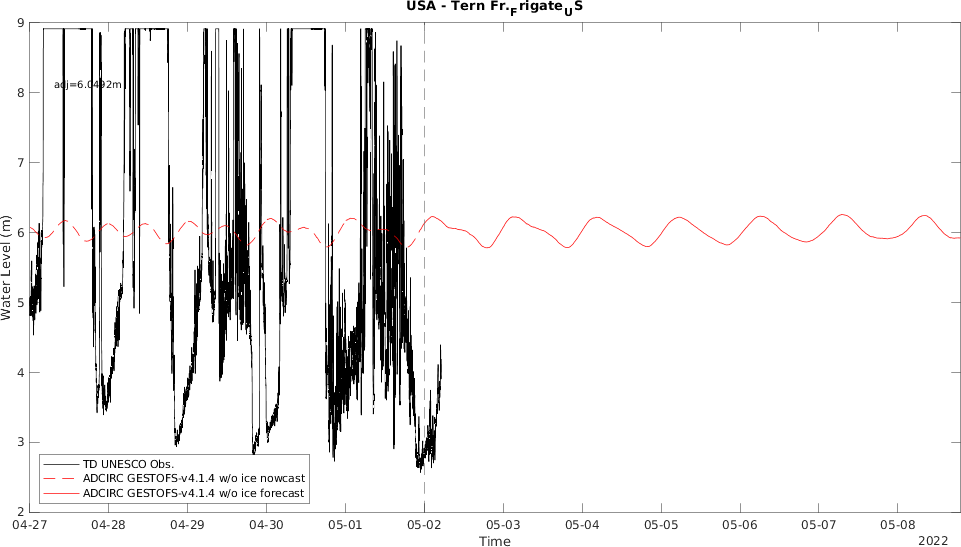 USA - Tern Fr.FrigateUS
9
adj=6.0492m
8
7
6
5
4
3
2
Water Level (m)
TD UNESCO Obs.
ADCIRC GESTOFS-v4.1.4 w/o ice nowcast
ADCIRC GESTOFS-v4.1.4 w/o ice forecast
04-27 04-28 04-29 04-30 05-01 05-02 05-03 05-04 05-05 05-06 05-07 05-08
Time
2022